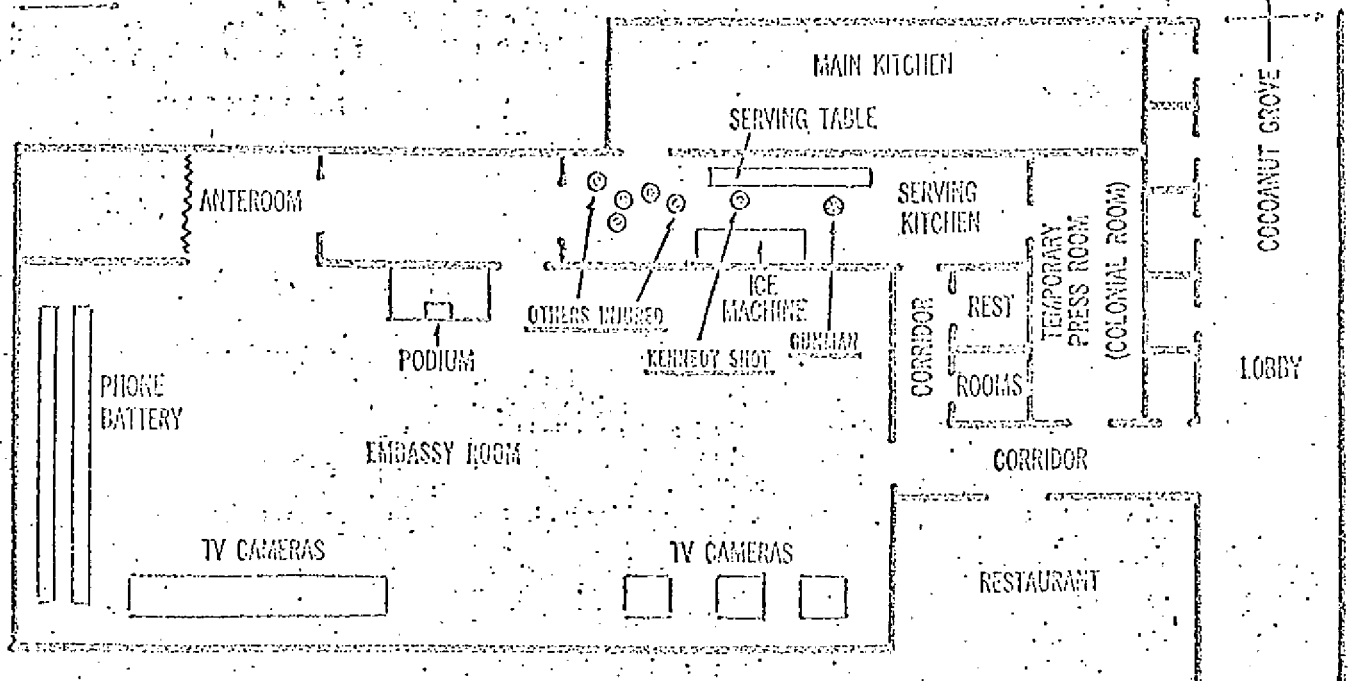 MAIN KITCHEN
SERVING TABLE
ANTEROOM
SERVING
KITCHEN
TEMPORARY
PRESS ROOM
(COLONIAL ROOM)
COCOANUT GROVE
OTHERS INJURED
ICE
MACHINE
KENNEDY SHOT
GUNMAN
CORRIDOR
REST
ROOMS
PODIUM
LOBBY
PHONE
BATTERY
EMBASSY ROOM
CORRIDOR
TV CAMERAS
TV CAMERAS
RESTAURANT